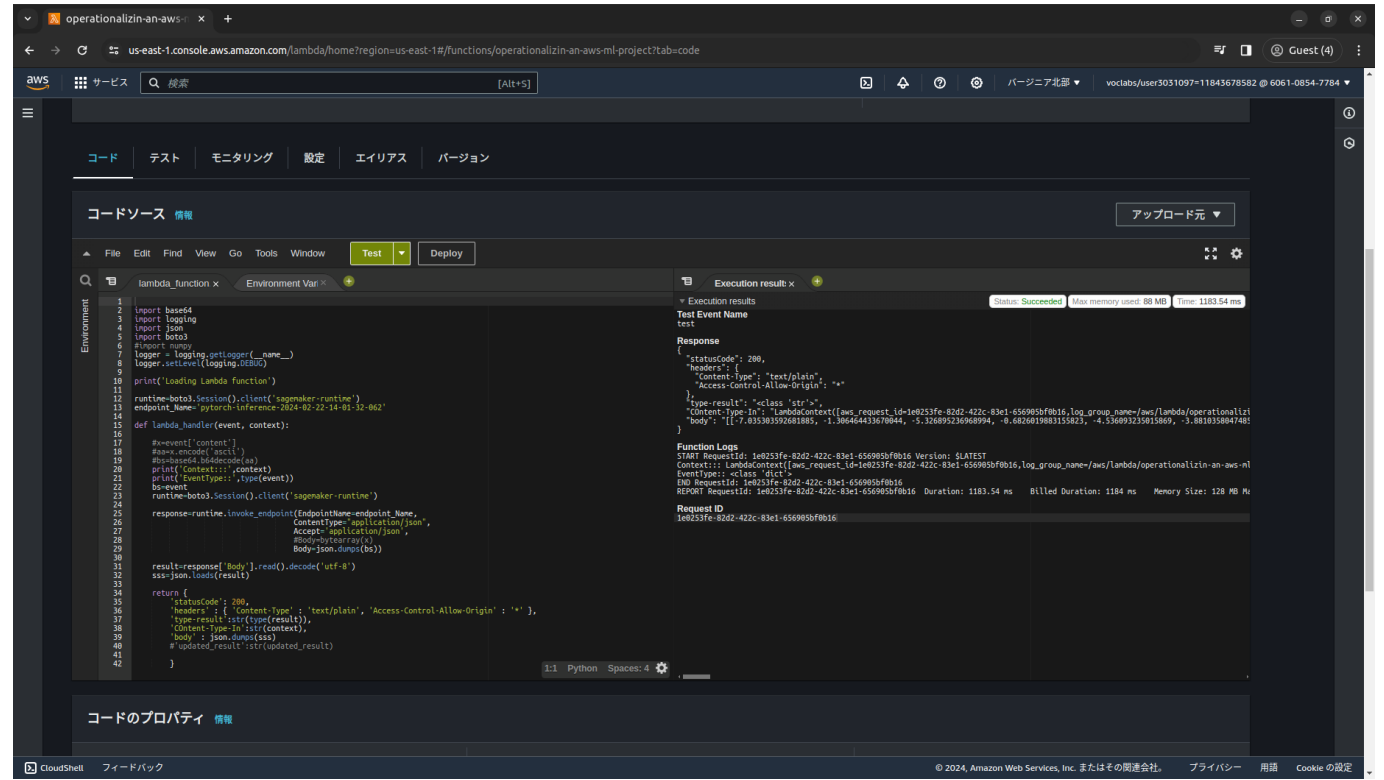 operationalizin-an-aws-m
us-east-1.console.aws.amazon.com/lambda/home?region=us-east-1#/functions/operationalizin-an-aws-ml-project?tab=code
Guest (4)
aws
サービス
検索
[Alt+S]
バージニア北部 ▼
voclabs/user3031097=11843678582 @ 6061-0854-7784 ▼
コード
テスト
モニタリング
設定
エイリアス
バージョン
コードソース 情報
アップロード元 ▼
File Edit Find View Go Tools Window
Test
Deploy
Environment
lambda_function ×
Environment Vari ×
1
2 import base64
3 import logging
4 import json
5 import boto3
6 #import numpy
7 logger = logging.getLogger(__name__)
8 logger.setLevel(logging.DEBUG)
9
10 print('Loading Lambda function')
11
12 runtime=boto3.Session().client('sagemaker-runtime')
13 endpoint_Name='pytorch-inference-2024-02-22-14-01-32-062'
14
15 def lambda_handler(event, context):
16
17 #x=event['content']
18 #aa=x.encode('ascii')
19 #bs=base64.b64decode(aa)
20 print('Context:::',context)
21 print('EventType::',type(event))
22 bs=event
23 runtime=boto3.Session().client('sagemaker-runtime')
24
25 response=runtime.invoke_endpoint(EndpointName=endpoint_Name,
26 ContentType="application/json",
27 Accept='application/json',
28 #Body=bytearray(x)
29 Body=json.dumps(bs))
30
31 result=response['Body'].read().decode('utf-8')
32 sss=json.loads(result)
33
34 return {
35 'statusCode': 200,
36 'headers' : { 'Content-Type' : 'text/plain', 'Access-Control-Allow-Origin' : '*' },
37 'type-result':str(type(result)),
38 'COntent-Type-In':str(context),
39 'body' : json.dumps(sss)
40 #'updated_result':str(updated_result)
41
42 }
1:1 Python Spaces: 4
Execution result: ×
Execution results
Status: Succeeded
Max memory used: 88 MB
Time: 1183.54 ms
Test Event Name
test
Response
{
"statusCode": 200,
"headers": {
"Content-Type": "text/plain",
"Access-Control-Allow-Origin": "*"
},
"type-result": "<class 'str'>",
"COntent-Type-In": "LambdaContext([aws_request_id=1e0253fe-82d2-422c-83e1-656905bf0b16,log_group_name=/aws/lambda/operationalizi
"body": "[[-7.035303592681885, -1.306464433670044, -5.326895236968994, -0.6826019883155823, -4.536093235015869, -3.8810358047485
}
Function Logs
START RequestId: 1e0253fe-82d2-422c-83e1-656905bf0b16 Version: $LATEST
Context::: LambdaContext([aws_request_id=1e0253fe-82d2-422c-83e1-656905bf0b16,log_group_name=/aws/lambda/operationalizin-an-aws-ml
EventType:: <class 'dict'>
END RequestId: 1e0253fe-82d2-422c-83e1-656905bf0b16
REPORT RequestId: 1e0253fe-82d2-422c-83e1-656905bf0b16 Duration: 1183.54 ms Billed Duration: 1184 ms Memory Size: 128 MB Ma
Request ID
1e0253fe-82d2-422c-83e1-656905bf0b16
コードのプロパティ 情報
CloudShell
フィードバック
© 2024, Amazon Web Services, Inc. またはその関連会社。
プライバシー
用語
Cookie の設定